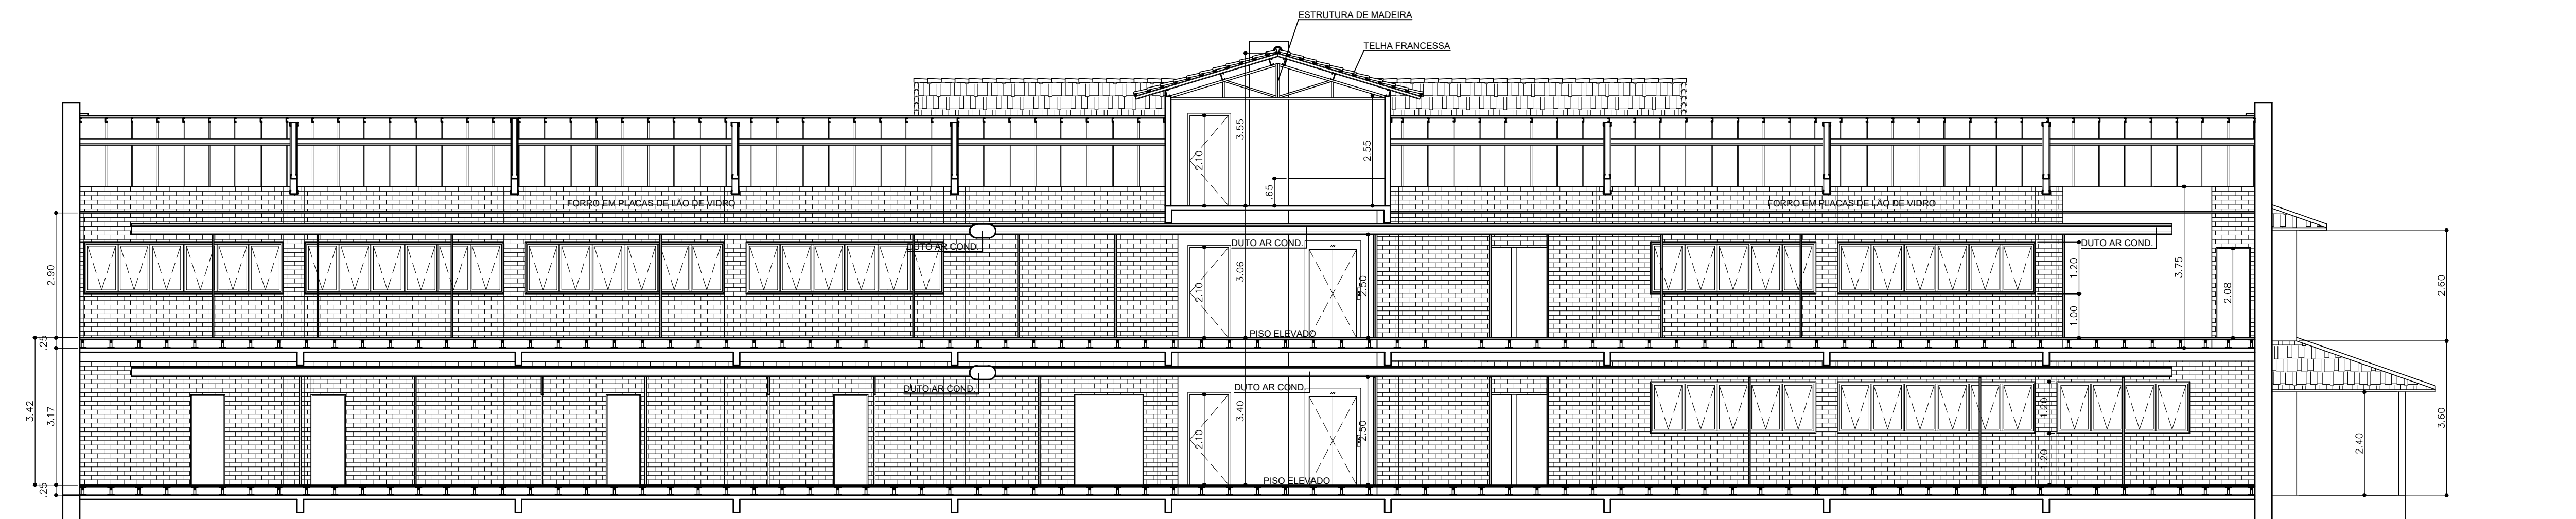 ESTRUTURA DE MADEIRA
TELHA FRANCESSA
3.55
2.10
2.55
.65
FORRO EM PLACAS DE LÃO DE VIDRO
FORRO EM PLACAS DE LÃO DE VIDRO
DUTO AR COND.
DUTO AR COND.
DUTO AR COND.
2.90
3.06
2.10
2.50
1.20
3.75
2.08
2.60
1.00
PISO ELEVADO
.25
DUTO AR COND.
DUTO AR COND.
3.42
3.17
3.40
2.10
2.50
1.20
1.20
3.60
2.40
PISO ELEVADO
.25